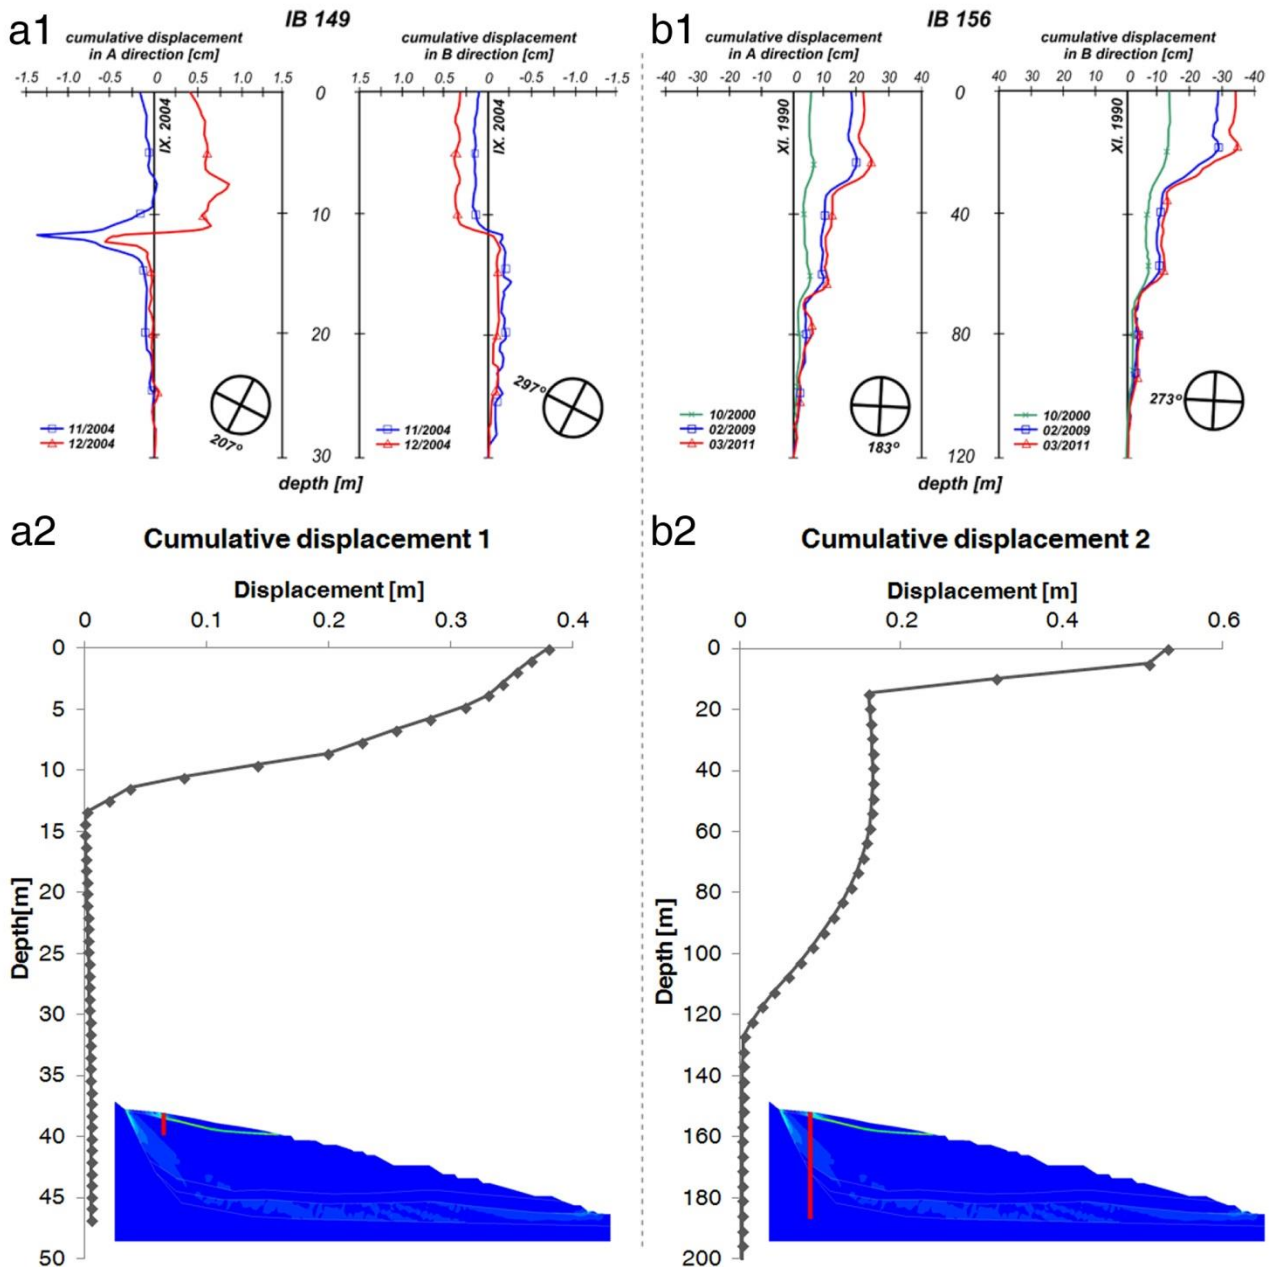 a1
IB 149
cumulative displacement
in A direction [cm]
-1.5 -1.0 -0.5 0 0.5 1.0 1.5
cumulative displacement
in B direction [cm]
1.5 1.0 0.5 0 -0.5 -1.0 -1.5
IX. 2004
IX. 2004
0
10
20
30
207º
297º
11/2004
12/2004
11/2004
12/2004
depth [m]
b1
IB 156
cumulative displacement
in A direction [cm]
-40 -30 -20 -10 0 10 20 30 40
cumulative displacement
in B direction [cm]
40 30 20 10 0 -10 -20 -30 -40
XI. 1990
XI. 1990
0
40
80
120
183º
273º
10/2000
02/2009
03/2011
10/2000
02/2009
03/2011
depth [m]
a2
Cumulative displacement 1
Displacement [m]
0 0.1 0.2 0.3 0.4
0
5
10
15
20
25
30
35
40
45
50
Depth[m]
b2
Cumulative displacement 2
Displacement [m]
0 0.2 0.4 0.6
0
20
40
60
80
100
120
140
160
180
200
Depth [m]